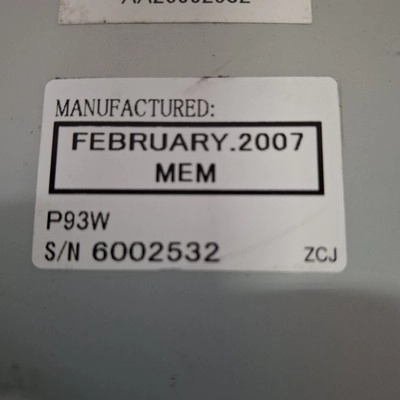 MANUFACTURED:
FEBRUARY.2007
MEM
P93W
S/N 6002532
ZCJ